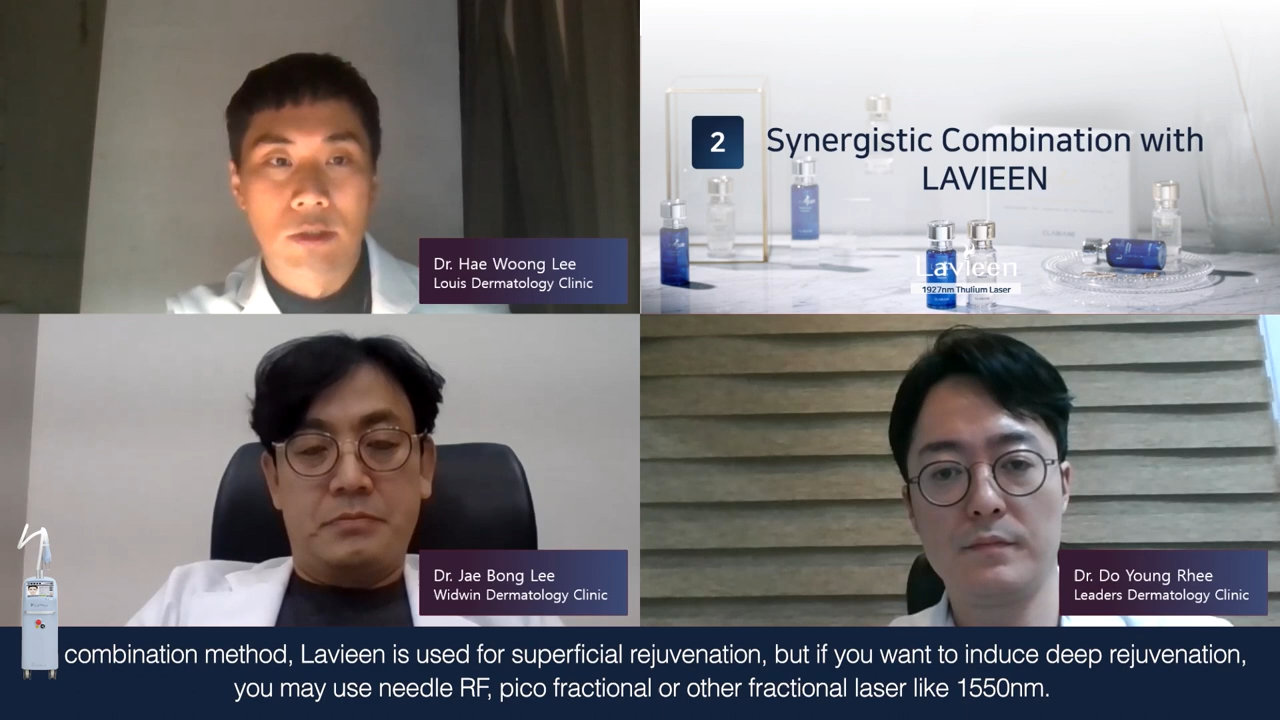 Dr. Hae Woong Lee
Louis Dermatology Clinic
2
Synergistic Combination with
LAVIEEN
Lavieen
1927nm Thulium Laser
Dr. Jae Bong Lee
Widwin Dermatology Clinic
Dr. Do Young Rhee
Leaders Dermatology Clinic
combination method, Lavieen is used for superficial rejuvenation, but if you want to induce deep rejuvenation,
you may use needle RF, pico fractional or other fractional laser like 1550nm.